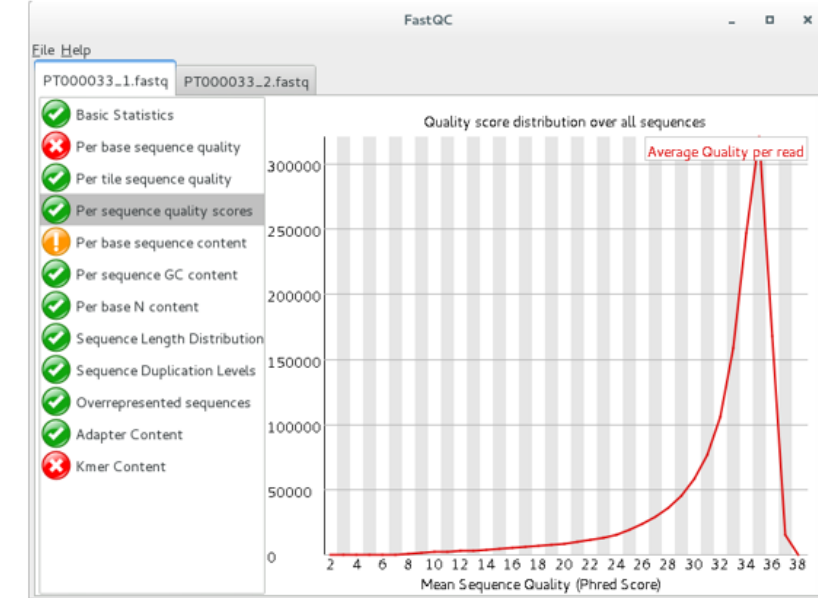 FastQC
File Help
PT000033_1.fastq PT000033_2.fastq
Basic Statistics
Per base sequence quality
Per tile sequence quality
Per sequence quality scores
Per base sequence content
Per sequence GC content
Per base N content
Sequence Length Distribution
Sequence Duplication Levels
Overrepresented sequences
Adapter Content
Kmer Content
Quality score distribution over all sequences
Average Quality per read
300000
250000
200000
150000
100000
50000
0
2 4 6 8 10 12 14 16 18 20 22 24 26 28 30 32 34 36 38
Mean Sequence Quality (Phred Score)